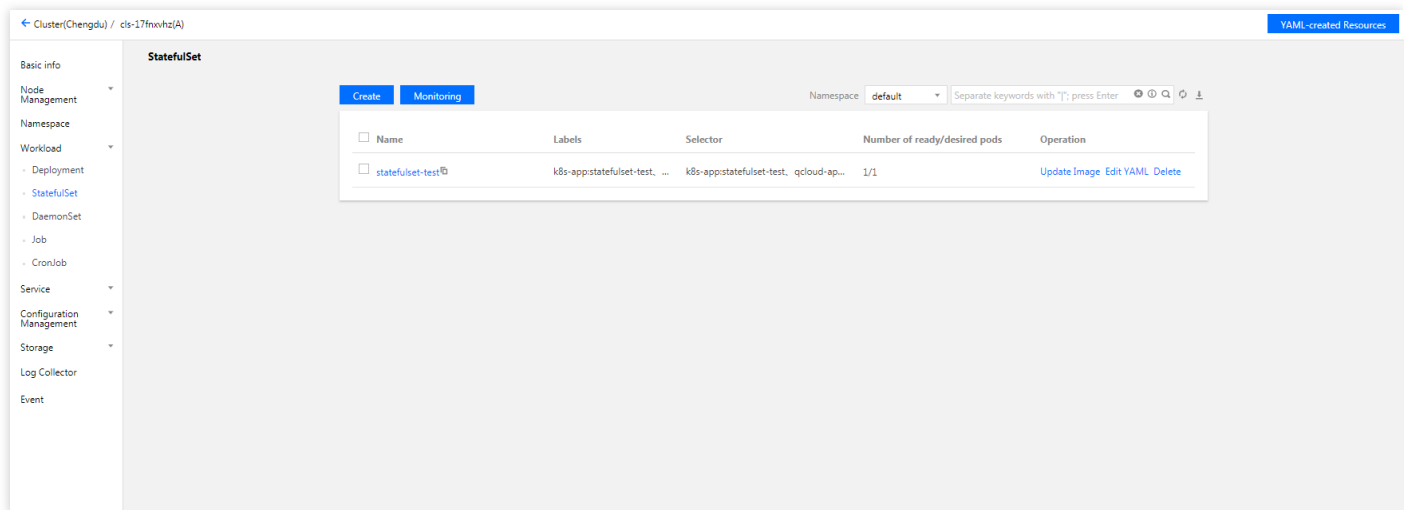 Cluster(Chengdu) / cls-17fnxvhz(A)
YAML-created Resources
Basic info
Node
Management
Namespace
Workload
Deployment
StatefulSet
DaemonSet
Job
CronJob
Service
Configuration
Management
Storage
Log Collector
Event
StatefulSet
Create Monitoring Namespace default Separate keywords with "|"; press Enter
Name Labels Selector Number of ready/desired pods Operation
statefulset-test k8s-app:statefulset-test、... k8s-app:statefulset-test、qcloud-ap... 1/1 Update Image Edit YAML Delete